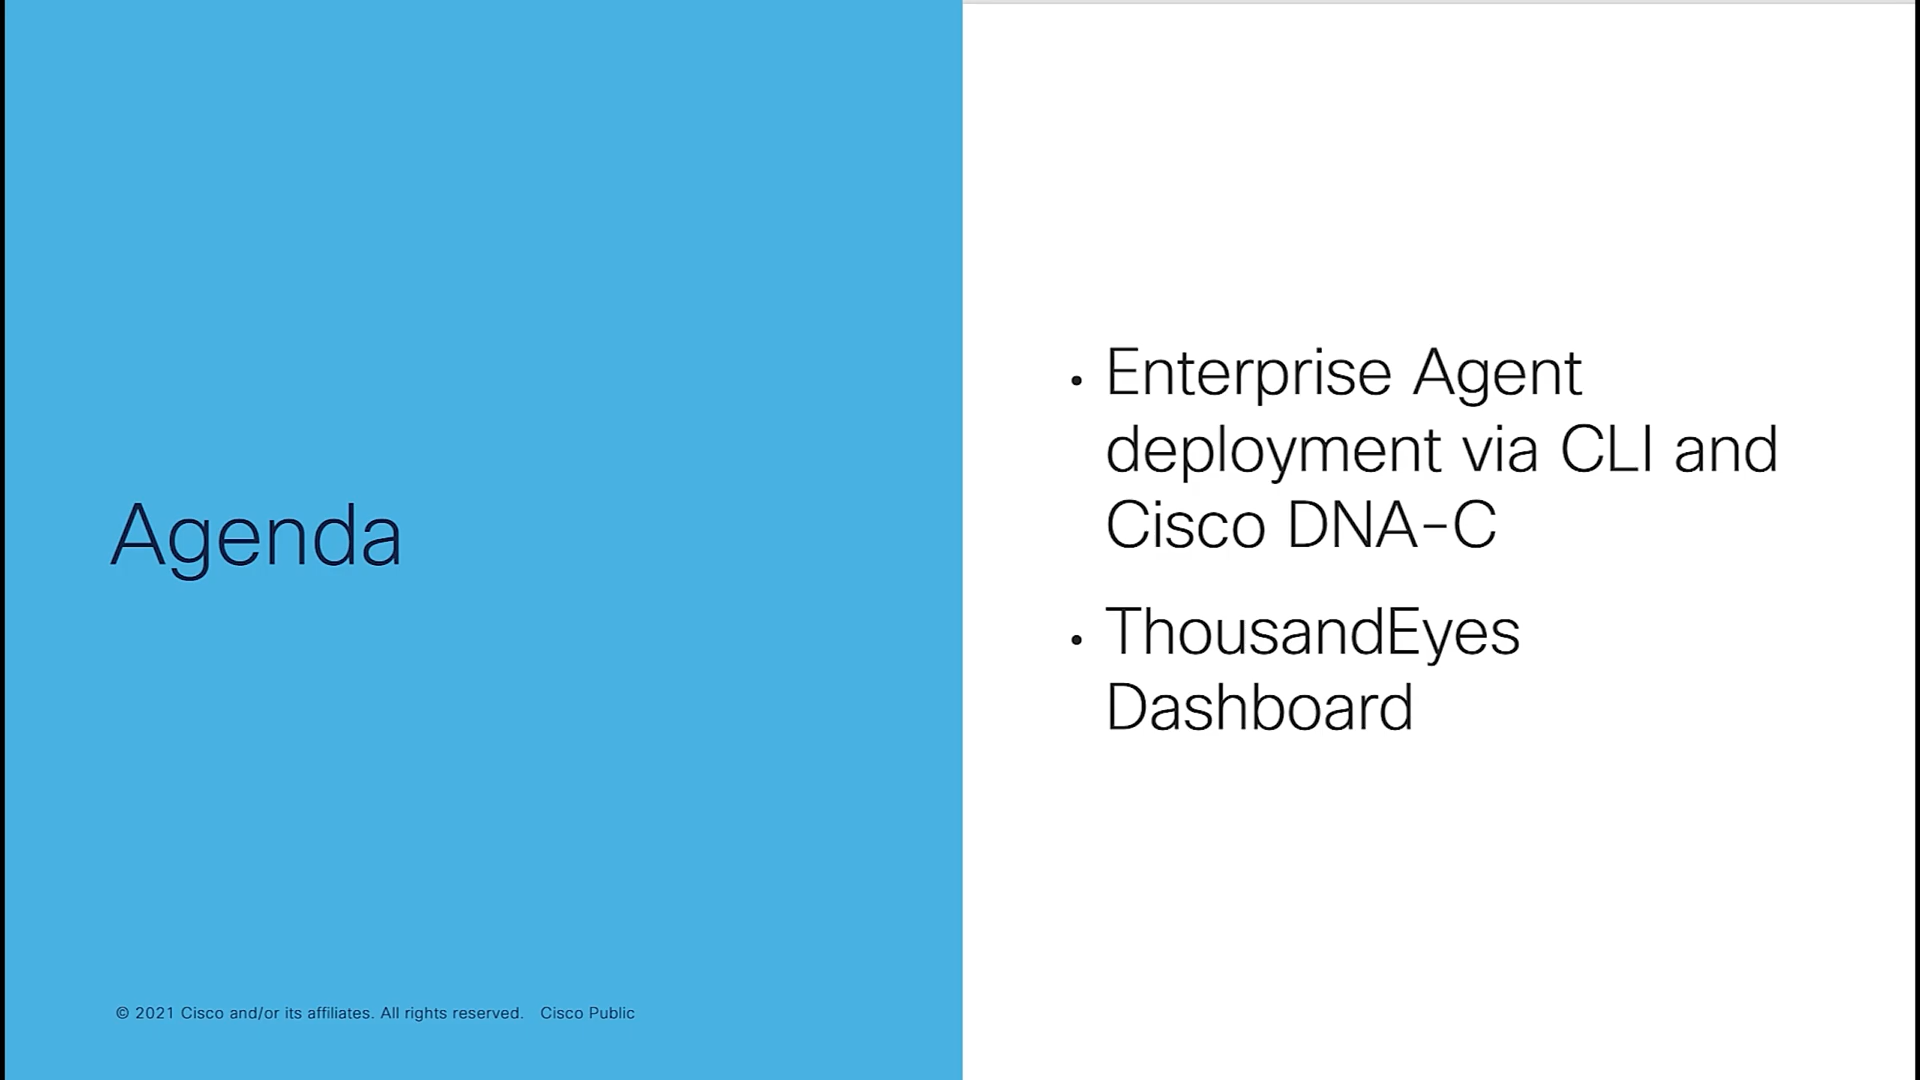 Agenda
• Enterprise Agent
deployment via CLI and
Cisco DNA-C
• ThousandEyes
Dashboard
© 2021 Cisco and/or its affiliates. All rights reserved. Cisco Public